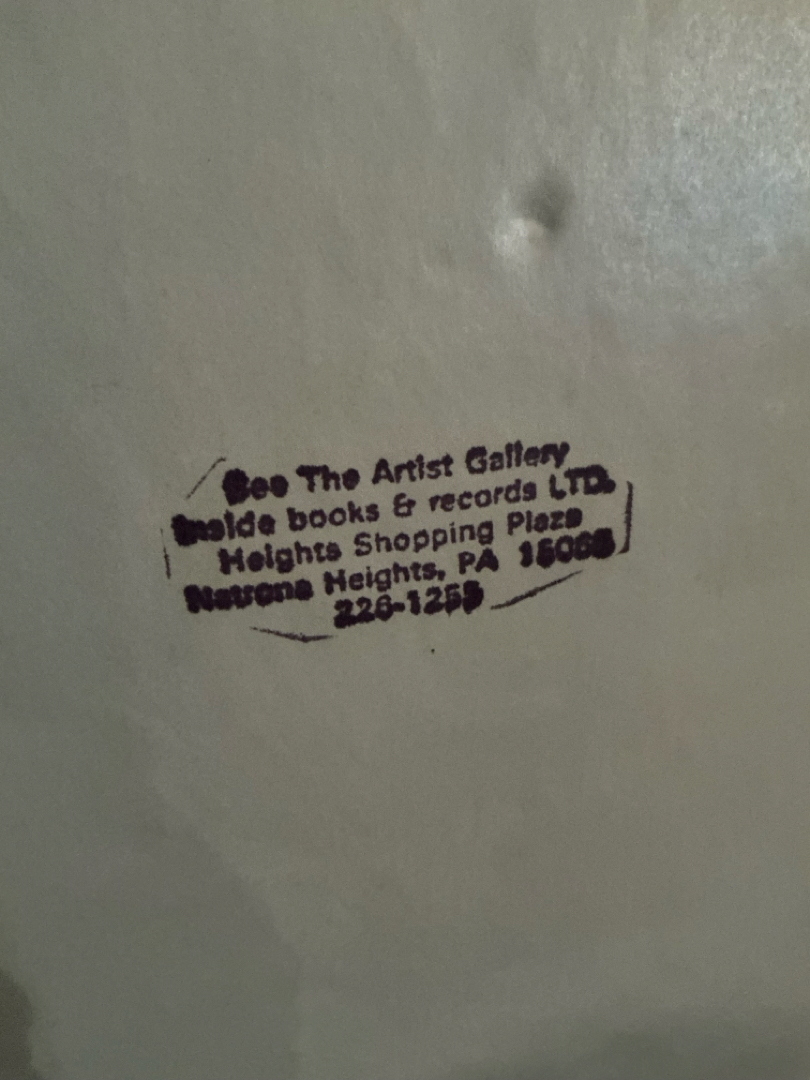 See The Artist Gallery
Inside books & records LTD.
Heights Shopping Plaza
Natrona Heights, PA 15065
226-1255